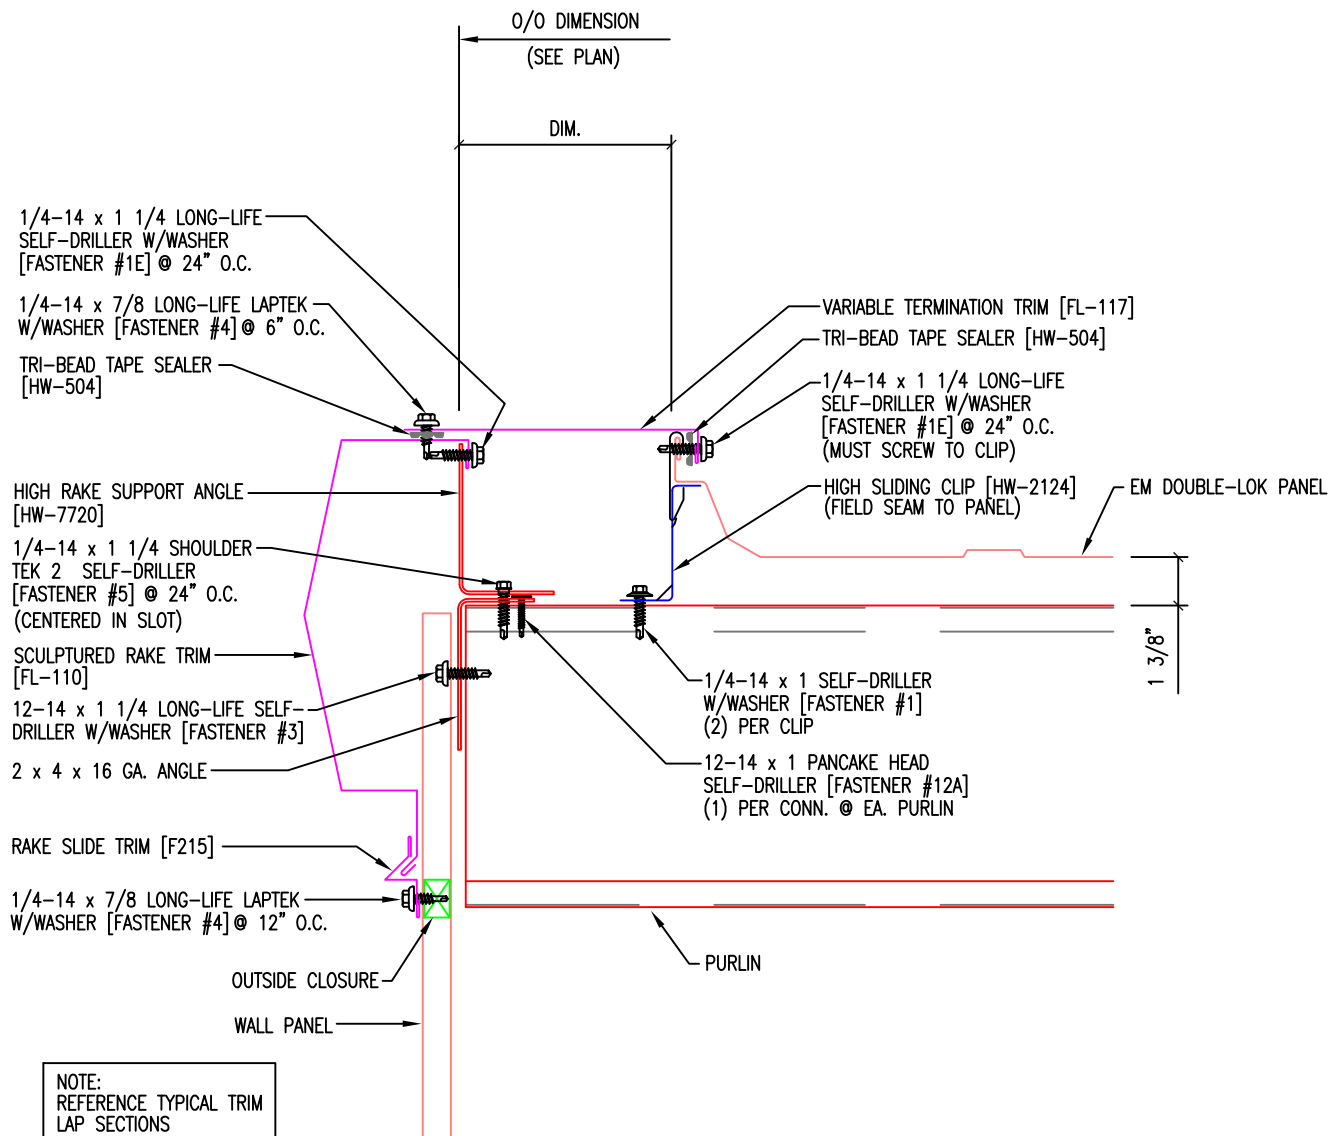 O/O DIMENSION
(SEE PLAN)
DIM.
1/4-14 x 1 1/4 LONG-LIFE
SELF-DRILLER W/WASHER
[FASTENER #1E] @ 24" O.C.
1/4-14 x 7/8 LONG-LIFE LAPTEK
W/WASHER [FASTENER #4] @ 6" O.C.
TRI-BEAD TAPE SEALER
[HW-504]
HIGH RAKE SUPPORT ANGLE
[HW-7720]
1/4-14 x 1 1/4 SHOULDER
TEK 2 SELF-DRILLER
[FASTENER #5] @ 24" O.C.
(CENTERED IN SLOT)
SCULPTURED RAKE TRIM
[FL-110]
12-14 x 1 1/4 LONG-LIFE SELF-
DRILLER W/WASHER [FASTENER #3]
2 x 4 x 16 GA. ANGLE
RAKE SLIDE TRIM [F215]
1/4-14 x 7/8 LONG-LIFE LAPTEK
W/WASHER [FASTENER #4] @ 12" O.C.
OUTSIDE CLOSURE
WALL PANEL
NOTE:
REFERENCE TYPICAL TRIM
LAP SECTIONS
VARIABLE TERMINATION TRIM [FL-117]
TRI-BEAD TAPE SEALER [HW-504]
1/4-14 x 1 1/4 LONG-LIFE
SELF-DRILLER W/WASHER
[FASTENER #1E] @ 24" O.C.
(MUST SCREW TO CLIP)
HIGH SLIDING CLIP [HW-2124]
(FIELD SEAM TO PANEL)
EM DOUBLE-LOK PANEL
1 3/8"
1/4-14 x 1 SELF-DRILLER
W/WASHER [FASTENER #1]
(2) PER CLIP
12-14 x 1 PANCAKE HEAD
SELF-DRILLER [FASTENER #12A]
(1) PER CONN. @ EA. PURLIN
PURLIN